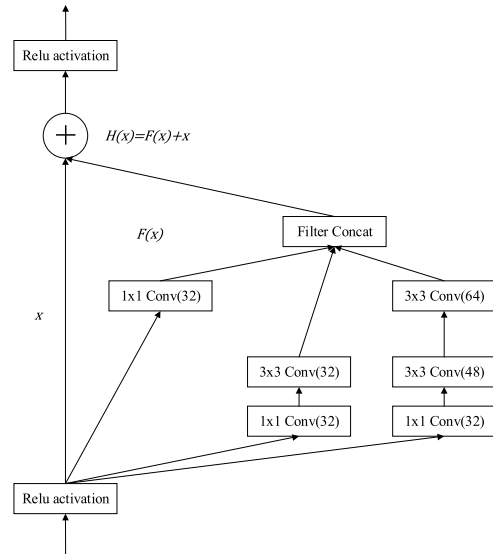 Relu activation
+
H(x)=F(x)+x
F(x)
Filter Concat
1x1 Conv(32)
3x3 Conv(64)
x
3x3 Conv(32)
3x3 Conv(48)
1x1 Conv(32)
1x1 Conv(32)
Relu activation